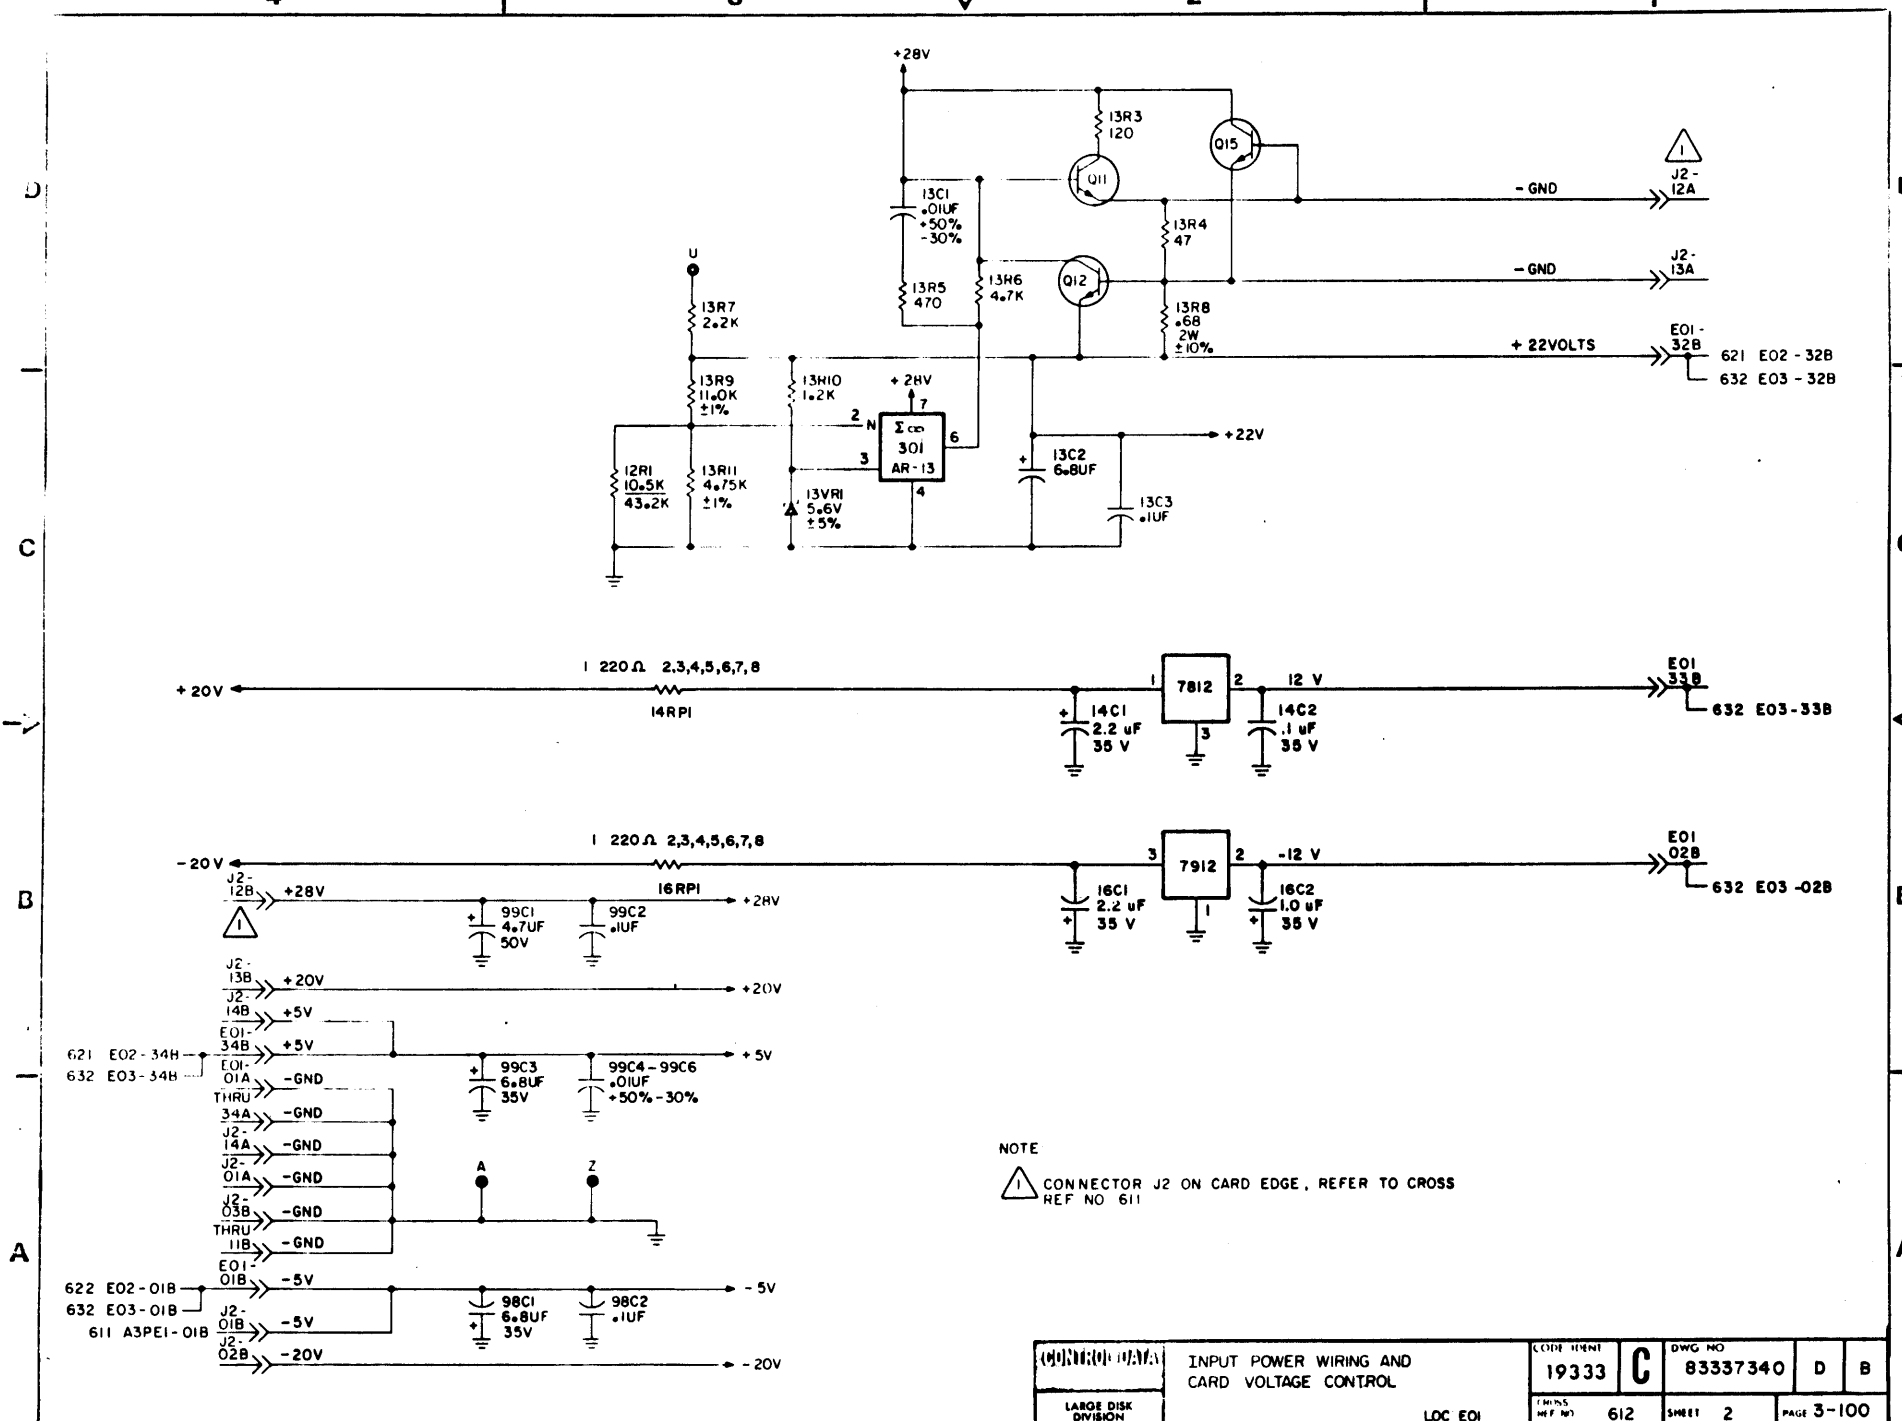 +28V
13R3
120
Q15
Q11
1
J2-
12A
-GND
13C1
.01UF
+50%
-30%
13R4
47
U
J2-
13A
-GND
Q12
13R5
470
13R6
4.7K
13R7
2.2K
13R8
.68
2W
±10%
E01-
32B
+ 22VOLTS
621 E02-32B
632 E03-32B
13R9
11.0K
±1%
13R10
1.2K
+28V
7
2
N
Σ∞
301
AR-13
6
3
4
+22V
12R1
10.5K
43.2K
13R11
4.75K
±1%
13VR1
5.6V
±5%
13C2
6.8UF
13C3
.1UF
1 220Ω 2,3,4,5,6,7,8
+20V
14RP1
1
7812
2
12 V
3
14C1
2.2 uF
35 V
14C2
.1 uF
35 V
E01
33B
632 E03-33B
1 220Ω 2,3,4,5,6,7,8
-20V
16RP1
3
7912
2
-12 V
1
16C1
2.2 uF
35 V
16C2
1.0 uF
35 V
E01
02B
632 E03-02B
J2-
12B
+28V
+28V
1
99C1
4.7UF
50V
99C2
.1UF
J2-
13B
+20V
+20V
J2-
14B
+5V
E01-
34B
+5V
+5V
621 E02-34B
632 E03-34B
99C3
6.8UF
35V
99C4-99C6
.01UF
+50%-30%
E01-
01A
-GND
THRU
34A
-GND
J2-
14A
-GND
J2-
01A
-GND
J2-
03B
-GND
THRU
11B
-GND
A
Z
NOTE
1
CONNECTOR J2 ON CARD EDGE, REFER TO CROSS
REF NO 611
E01-
01B
-5V
-5V
622 E02-01B
632 E03-01B
98C1
6.8UF
35V
98C2
.1UF
J2-
01B
-5V
611 A3PE1-01B
J2-
02B
-20V
-20V
D
C
B
A
CONTROL DATA
LARGE DISK
DIVISION
INPUT POWER WIRING AND
CARD VOLTAGE CONTROL
LOC E01
CODE IDENT
19333
C
DWG NO
83337340
D
B
CROSS
REF NO
612
SHEET 2
PAGE 3-100